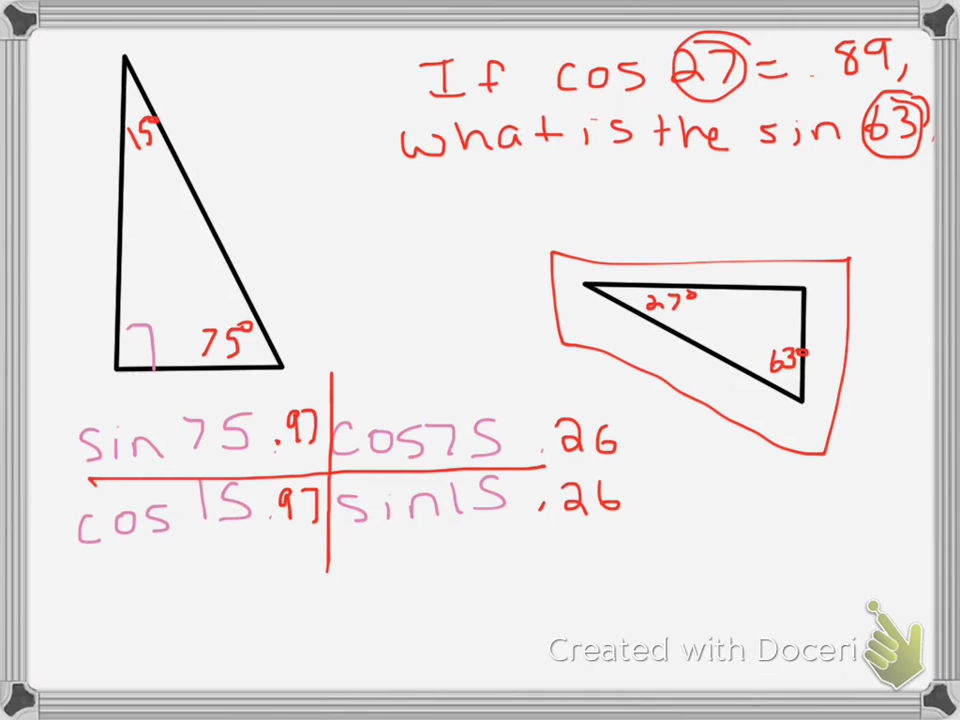 If cos 27 = .89,
what is the sin 63?
15°
75°
27°
63°
sin 75 .97 cos 75 .26
cos 15 .97 sin 15 .26
Created with Doceri